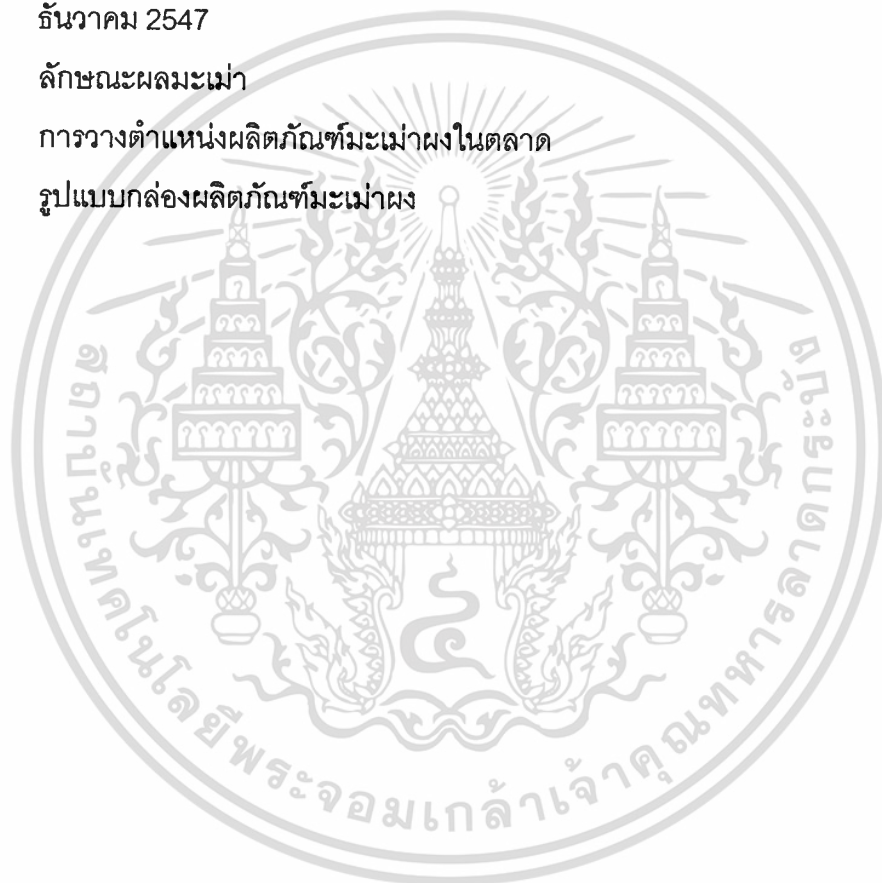 ธันวาคม 2547
ลักษณะผลมะเม่า
การวางตำแหน่งผลิตภัณฑ์มะเม่าผงในตลาด
รูปแบบกล่องผลิตภัณฑ์มะเม่าผง
๔
สถาบันเทคโนโลยีพระจอมเกล้าเจ้าคุณทหารลาดกระบัง